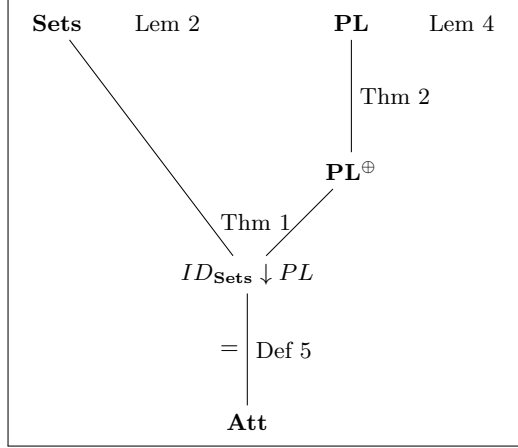 Sets Lem 2 PL Lem 4
Thm 2
PL⊕
Thm 1
ID_Sets ↓ PL
= Def 5
Att